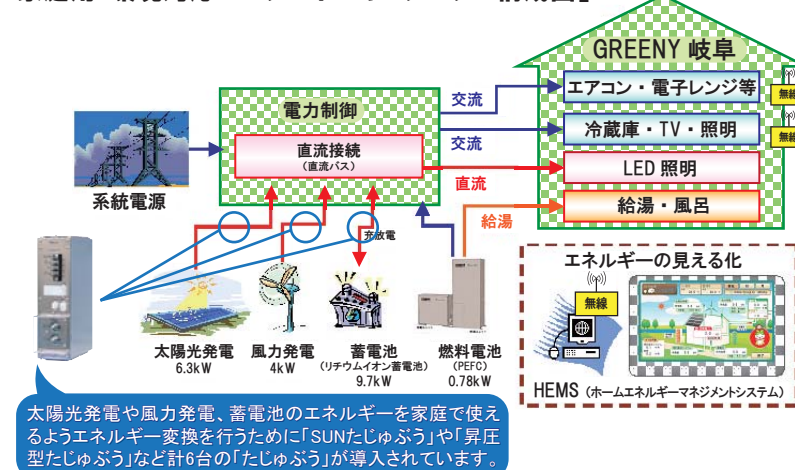 GREENY 岐阜
エアコン・電子レンジ等
無線
交流
電力制御
冷蔵庫・TV・照明
無線
交流
直流接続
(直流バス)
LED 照明
直流
系統電源
給湯・風呂
給湯
充放電
エネルギーの見える化
無線
太陽光発電
6.3kW
風力発電
4kW
蓄電池
(リチウムイオン蓄電池)
9.7kW
燃料電池
(PEFC)
0.78kW
HEMS (ホームエネルギーマネジメントシステム)
太陽光発電や風力発電、蓄電池のエネルギーを家庭で使え
るようエネルギー変換を行うために「SUNたじゅぶう」や「昇圧
型たじゅぶう」など計6台の「たじゅぶう」が導入されています。